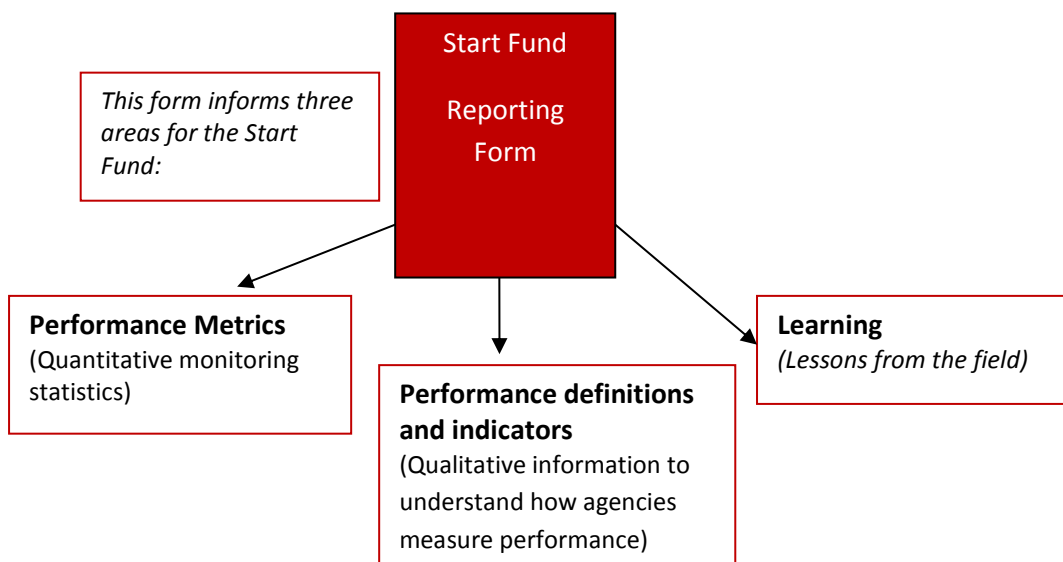 Start Fund
Reporting
Form
This form informs three
areas for the Start
Fund:
Performance Metrics
(Quantitative monitoring
statistics)
Performance definitions
and indicators
(Qualitative information to
understand how agencies
measure performance)
Learning
(Lessons from the field)